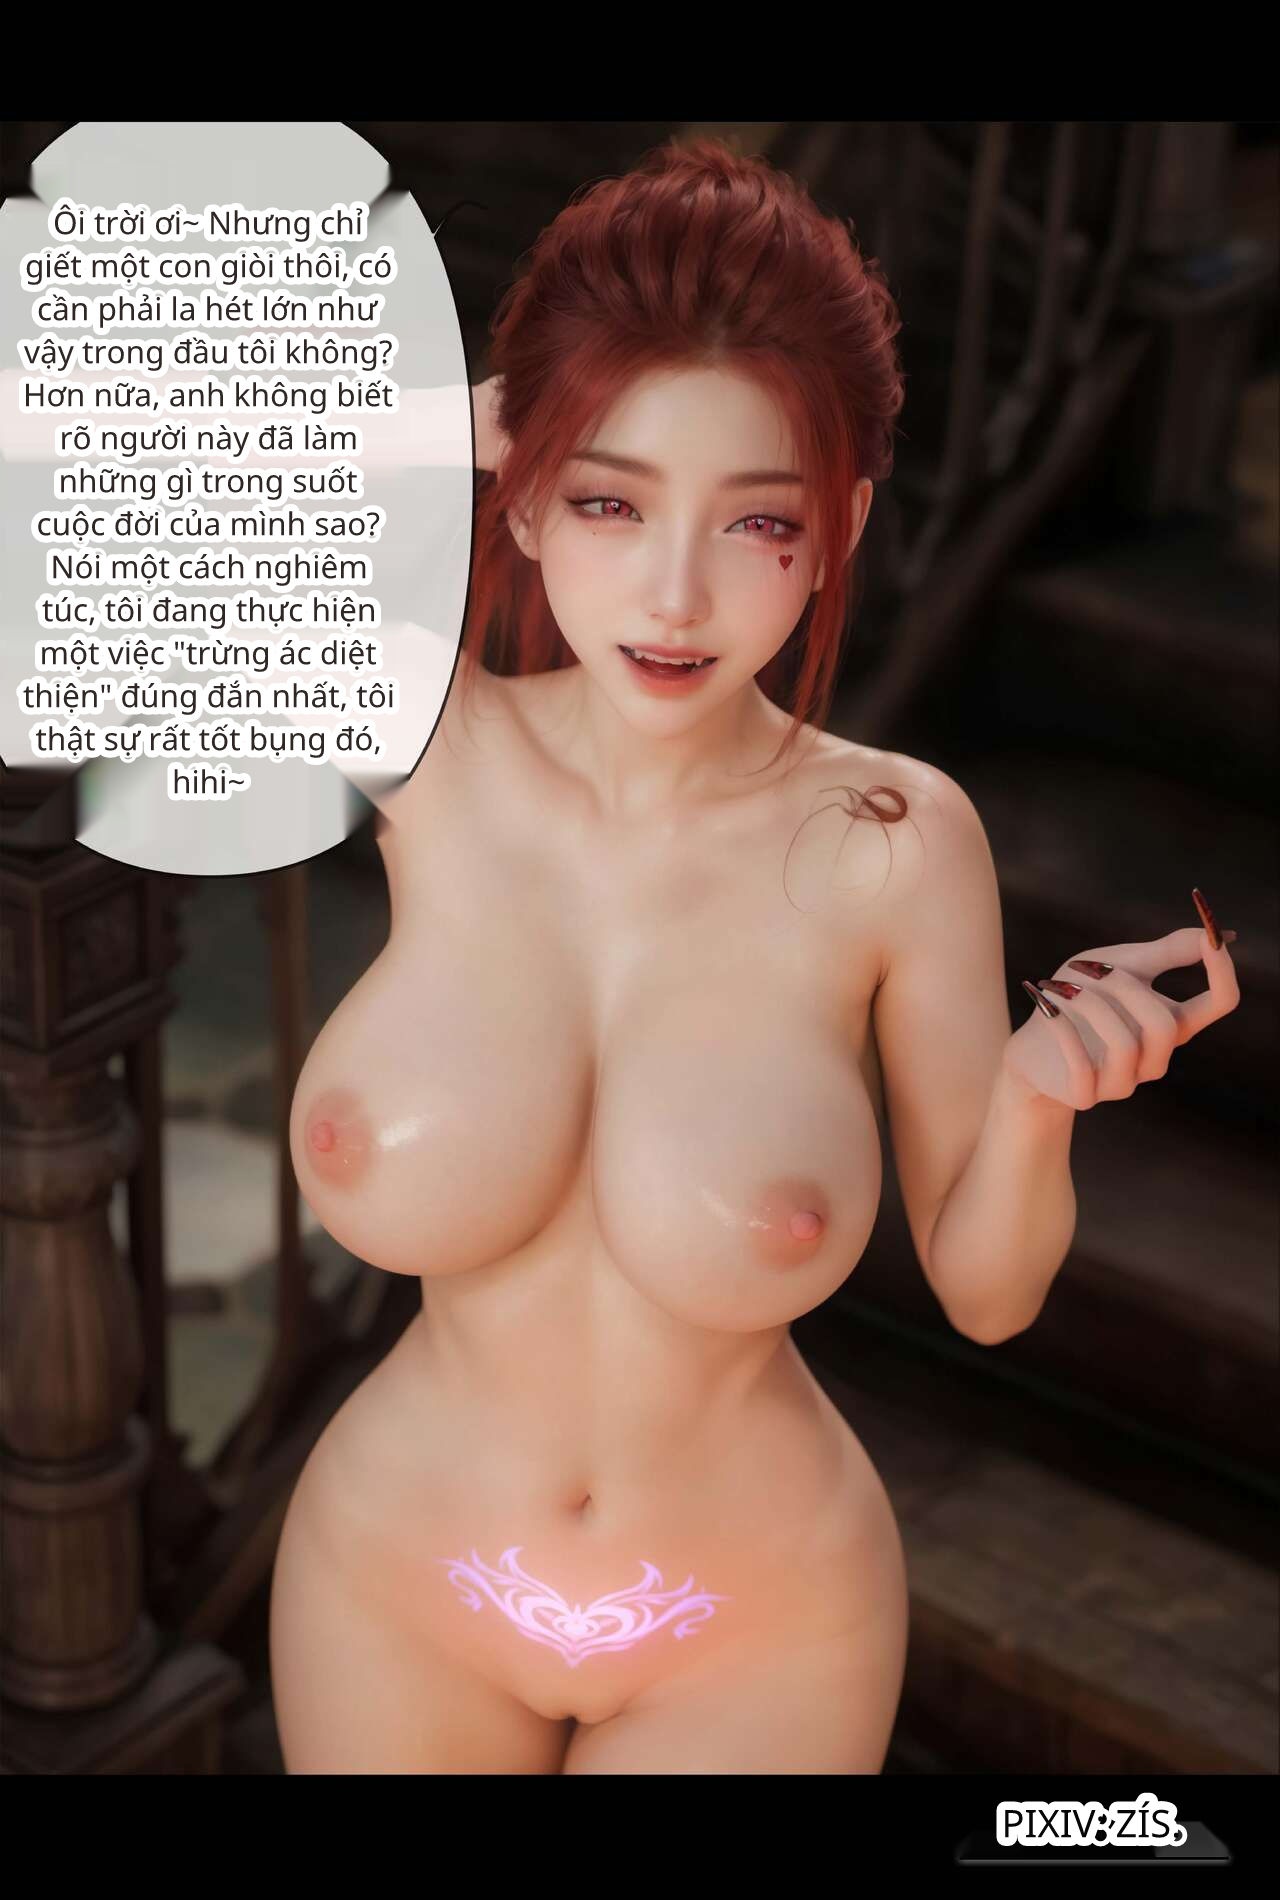 Ôi trời ơi~ Nhưng chỉ
giết một con giòi thôi, có
cần phải la hét lớn như
vậy trong đầu tôi không?
Hơn nữa, anh không biết
rõ người này đã làm
những gì trong suốt
cuộc đời của mình sao?
Nói một cách nghiêm
túc, tôi đang thực hiện
một việc "trừng ác diệt
thiện" đúng đắn nhất, tôi
thật sự rất tốt bụng đó,
hihi~
PIXIV:ZÍS,